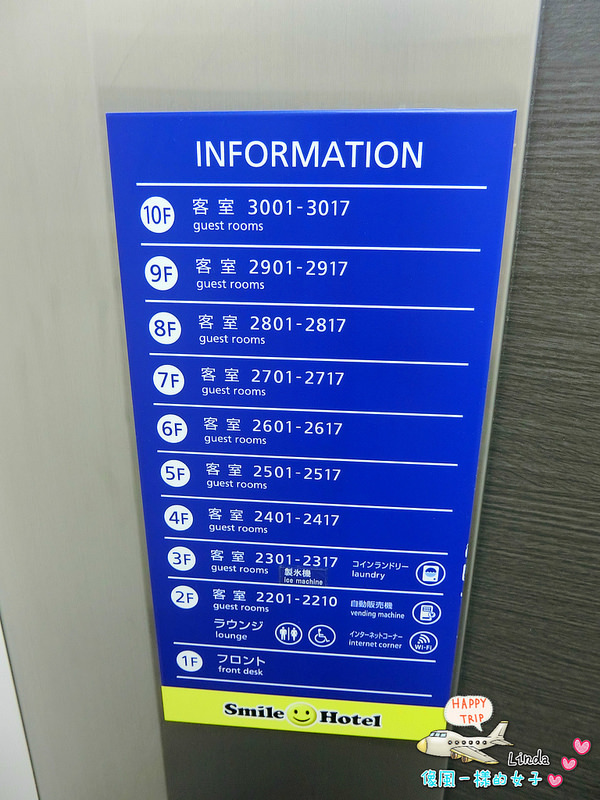 INFORMATION
10F 客室 3001-3017
guest rooms
9F 客室 2901-2917
guest rooms
8F 客室 2801-2817
guest rooms
7F 客室 2701-2717
guest rooms
6F 客室 2601-2617
guest rooms
5F 客室 2501-2517
guest rooms
4F 客室 2401-2417
guest rooms
3F 客室 2301-2317 コインランドリー
guest rooms 製氷機 laundry
Ice machine
2F 客室 2201-2210 自動販売機
guest rooms vending machine
ラウンジ インターネットコーナー
lounge internet corner Wi-Fi
1F フロント
front desk
Smile Hotel
HAPPY
TRIP
Linda
像風一樣的女子